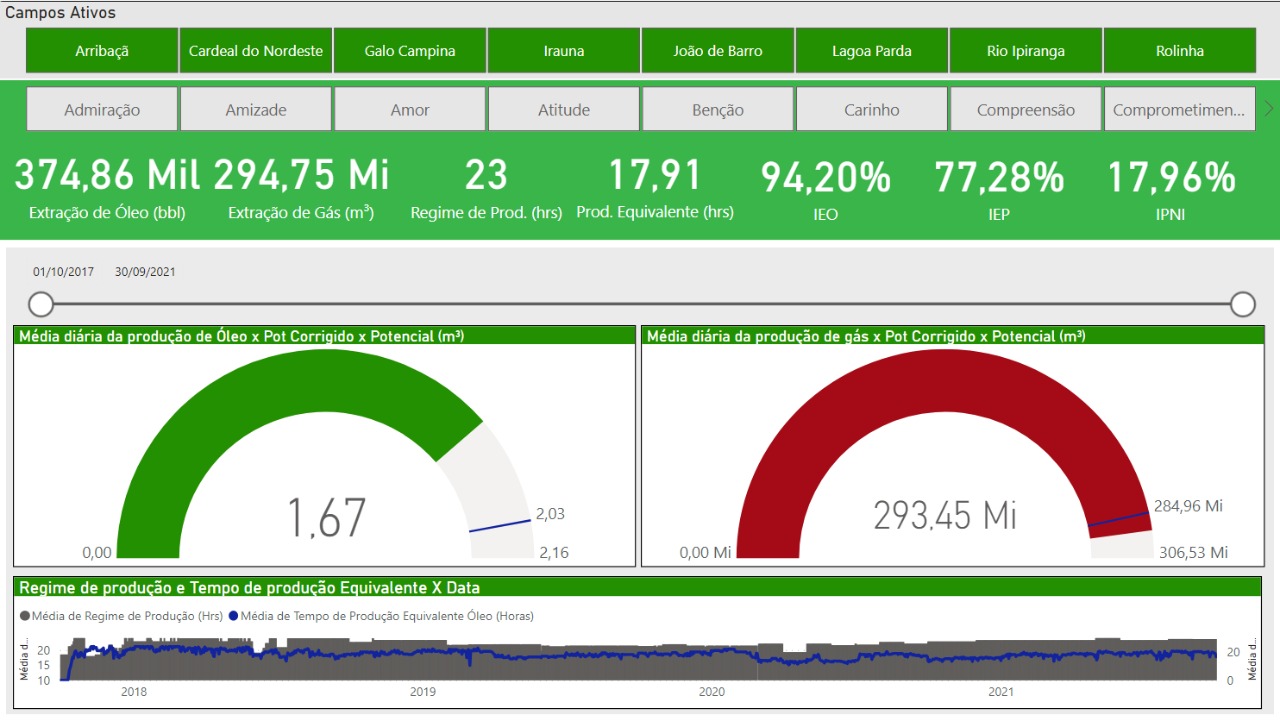 Campos Ativos
Arribaçã Cardeal do Nordeste Galo Campina Irauna João de Barro Lagoa Parda Rio Ipiranga Rolinha
Admiração Amizade Amor Atitude Benção Carinho Compreensão Comprometimen...
374,86 Mil 294,75 Mi 23 17,91 94,20% 77,28% 17,96%
Extração de Óleo (bbl) Extração de Gás (m³) Regime de Prod. (hrs) Prod. Equivalente (hrs) IEO IEP IPNI
01/10/2017 30/09/2021
Média diária da produção de Óleo x Pot Corrigido x Potencial (m³)
1,67
2,03
0,00
2,16
Média diária da produção de gás x Pot Corrigido x Potencial (m³)
293,45 Mi
284,96 Mi
0,00 Mi
306,53 Mi
Regime de produção e Tempo de produção Equivalente X Data
Média de Regime de Produção (Hrs) Média de Tempo de Produção Equivalente Óleo (Horas)
Média d...
20
15
10
20
0
Média d...
2018 2019 2020 2021